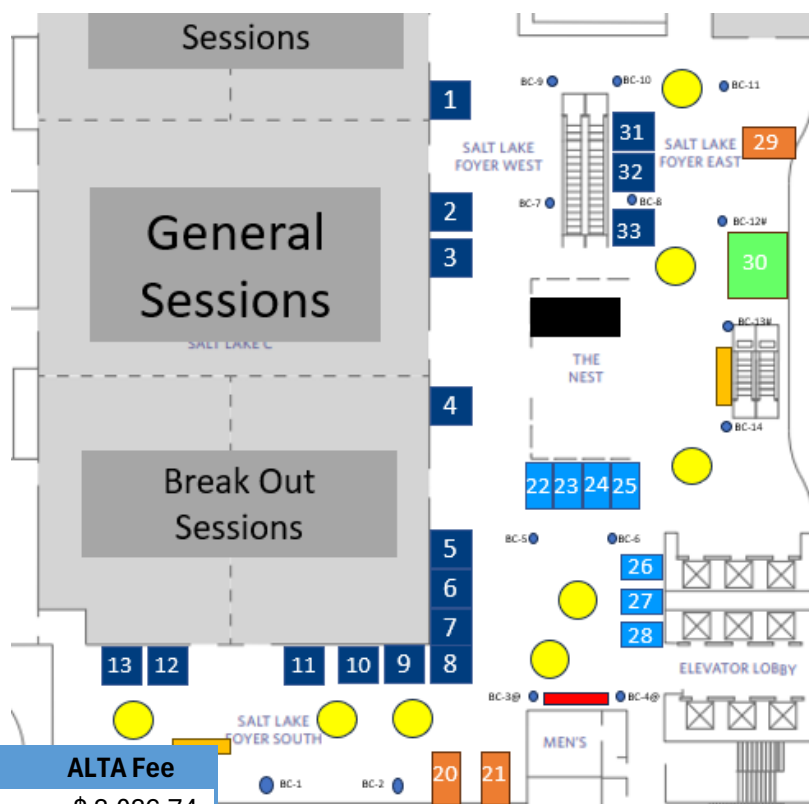 Sessions
BC-9
BC-10
BC-11
1
31
29
SALT LAKE
FOYER WEST
SALT LAKE
FOYER EAST
32
BC-7
BC-8
2
33
BC-12#
General
Sessions
3
30
SALT LAKE C
BC-13#
THE
NEST
4
BC-14
Break Out
Sessions
22
23
24
25
5
BC-5
BC-6
26
6
27
7
28
13
12
11
10
9
8
ELEVATOR LOBBY
BC-3@
BC-4@
SALT LAKE
FOYER SOUTH
MEN'S
ALTA Fee
20
21
BC-1
BC-2